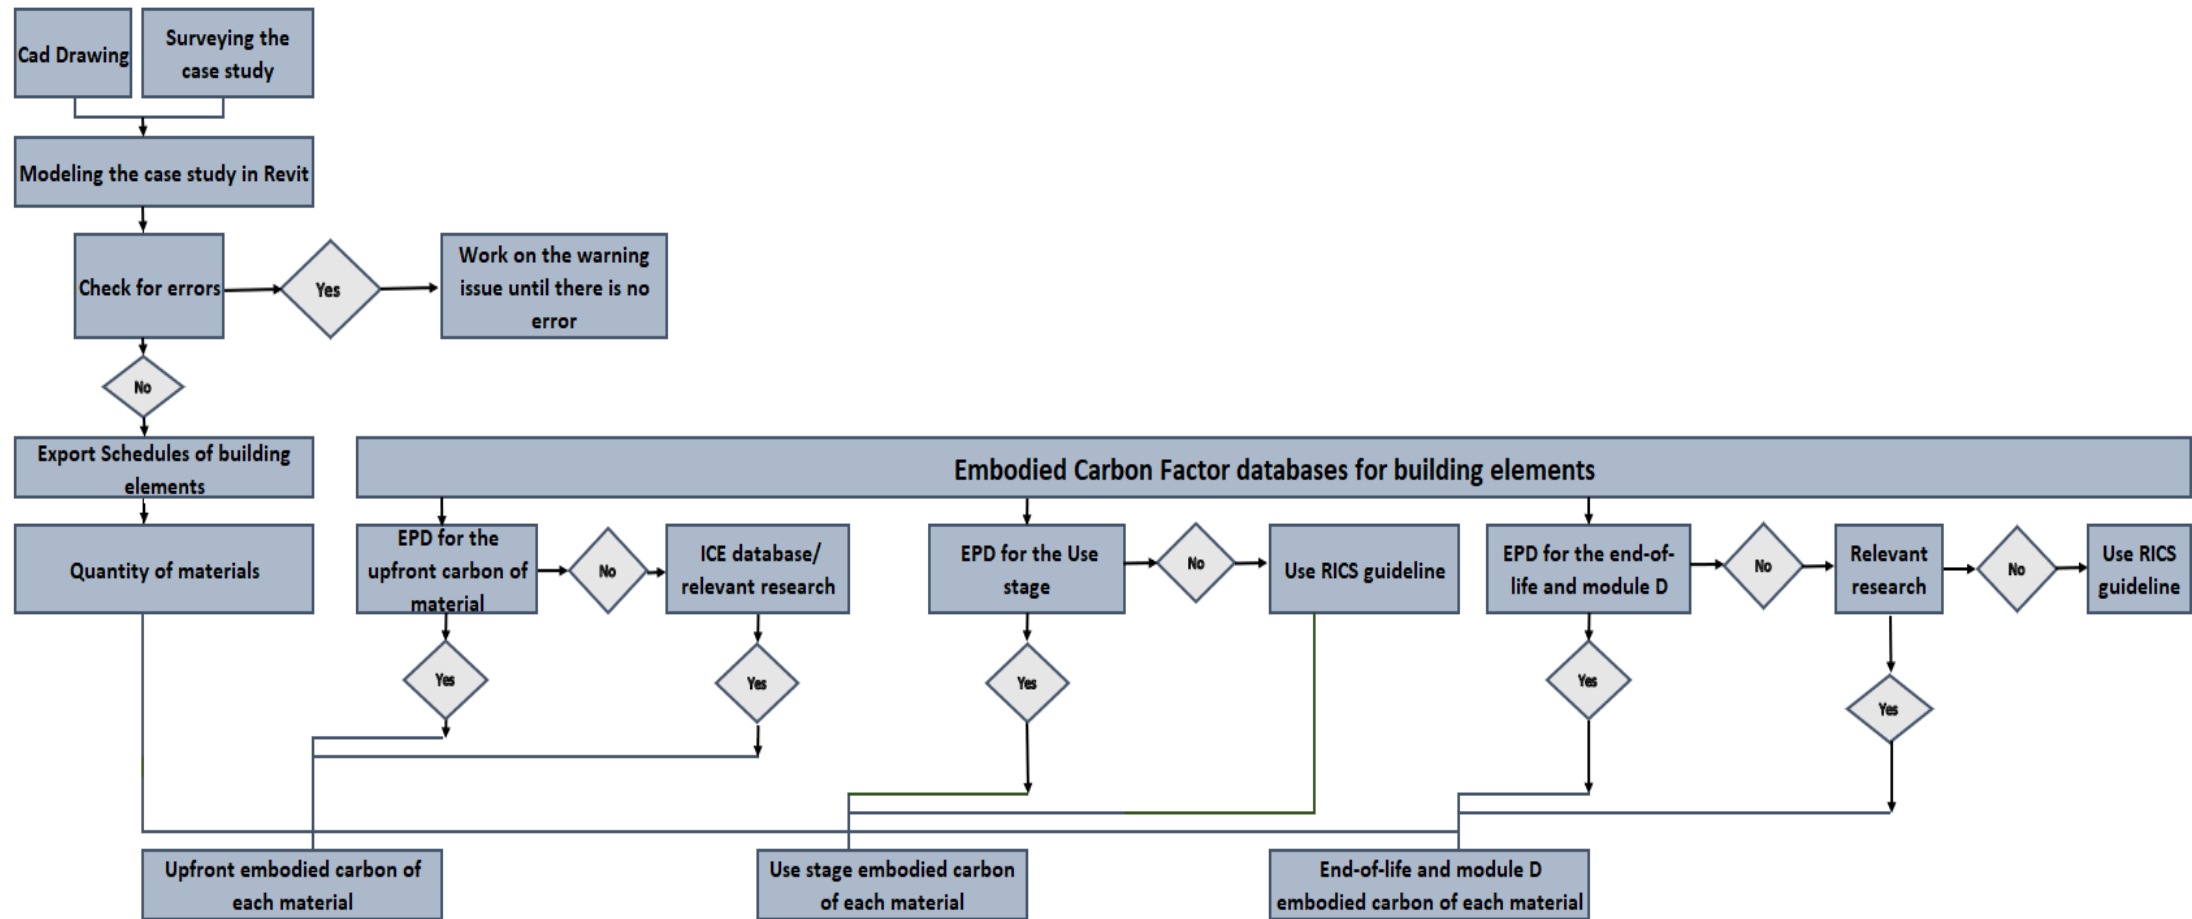 Cad Drawing
Surveying the
case study
Modeling the case study in Revit
Check for errors
Yes
Work on the warning
issue until there is no
error
No
Export Schedules of building
elements
Embodied Carbon Factor databases for building elements
Quantity of materials
EPD for the
upfront carbon of
material
No
ICE database/
relevant research
EPD for the Use
stage
No
Use RICS guideline
EPD for the end-of-
life and module D
No
Relevant
research
No
Use RICS
guideline
Yes
Yes
Yes
Yes
Yes
Upfront embodied carbon of
each material
Use stage embodied carbon
of each material
End-of-life and module D
embodied carbon of each material